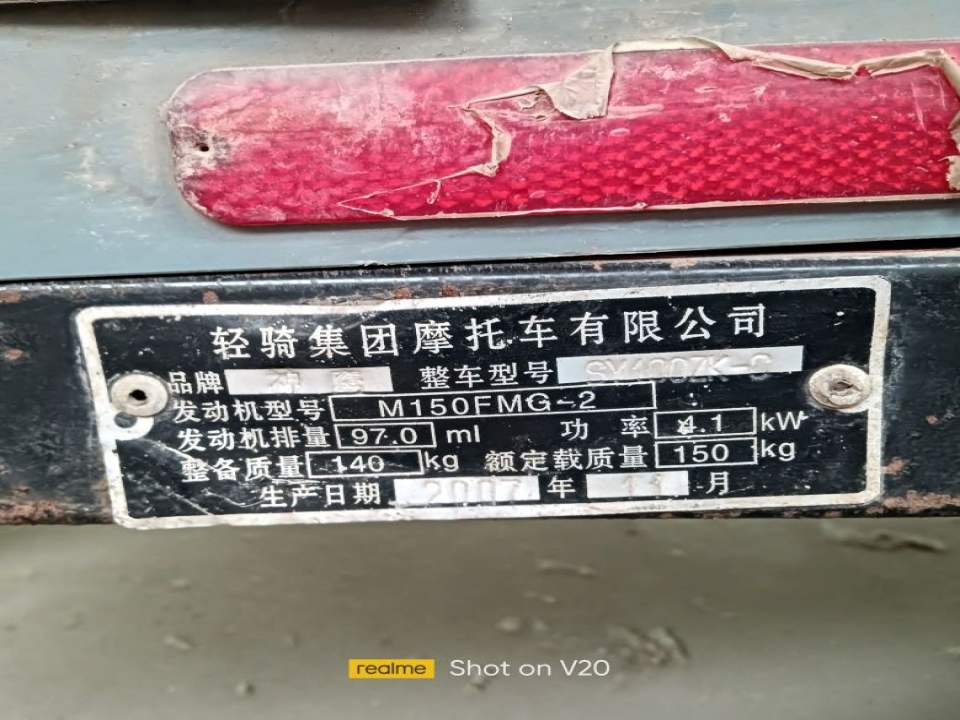 轻骑集团摩托车有限公司
品牌 整车型号
发动机型号 M150FMG-2
发动机排量 97.0 ml 功率 4.1 kW
整备质量 140 kg 额定载质量 150 kg
生产日期 2007 年 11 月
realme Shot on V20